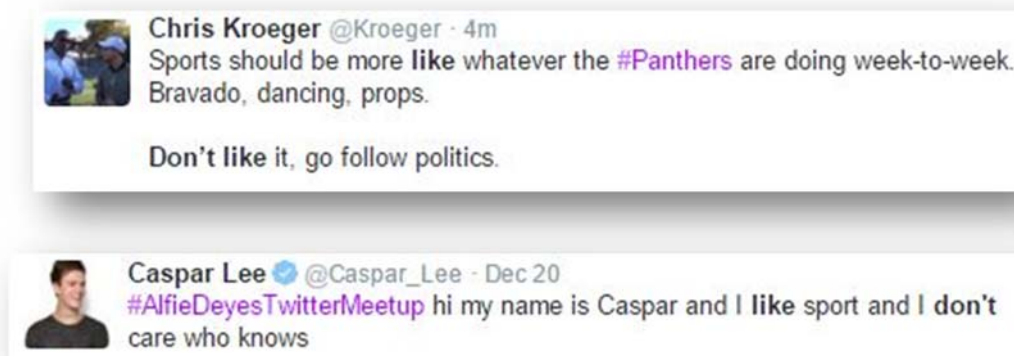 Chris Kroeger @Kroeger · 4m
Sports should be more like whatever the #Panthers are doing week-to-week.
Bravado, dancing, props.
Don’t like it, go follow politics.
Caspar Lee @Caspar_Lee · Dec 20
#AlfieDeyesTwitterMeetup hi my name is Caspar and I like sport and I don't
care who knows